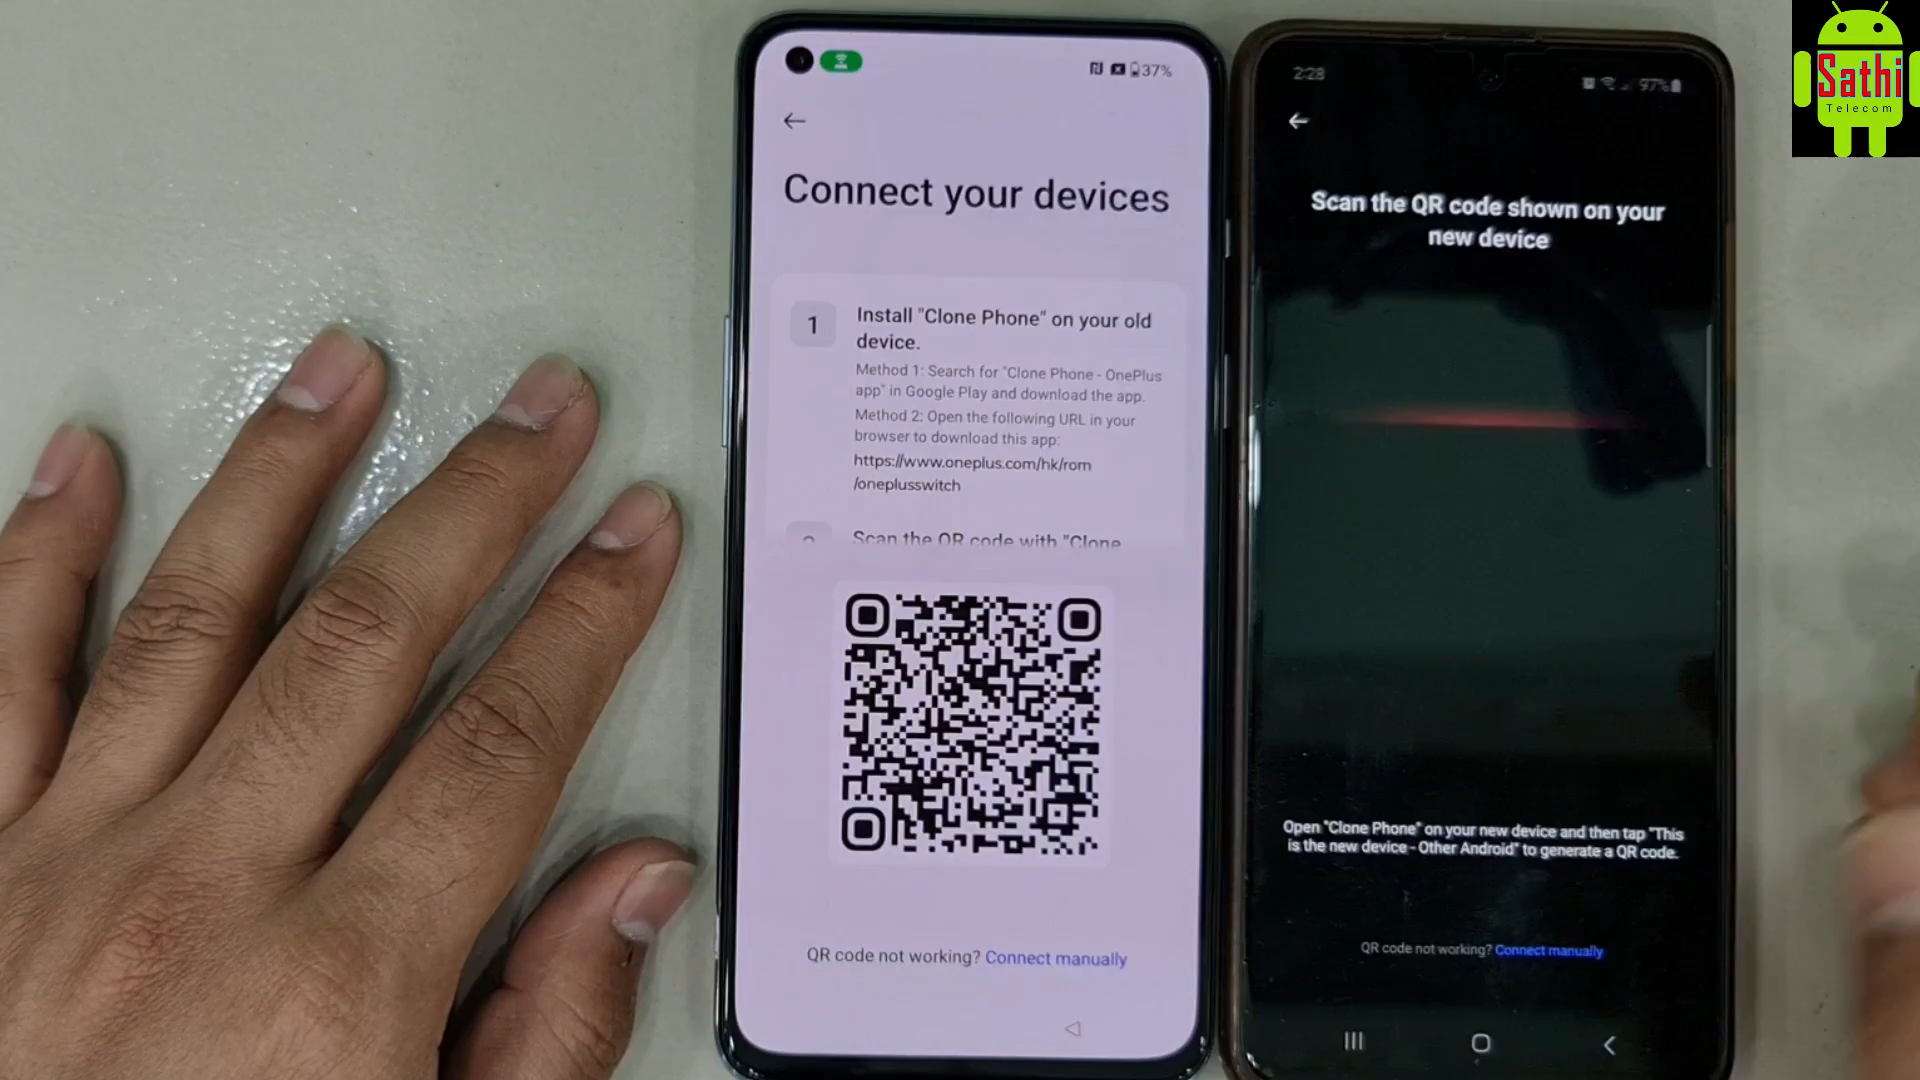 37%
Connect your devices
1
Install "Clone Phone" on your old
device.
Method 1: Search for "Clone Phone - OnePlus
app" in Google Play and download the app.
Method 2: Open the following URL in your
browser to download this app:
https://www.oneplus.com/hk/rom
/oneplusswitch
Scan the QR code with "Clone
QR code not working? Connect manually
2:28
97%
Scan the QR code shown on your
new device
Open "Clone Phone" on your new device and then tap "This
is the new device - Other Android" to generate a QR code.
QR code not working? Connect manually
Sathi
Telecom